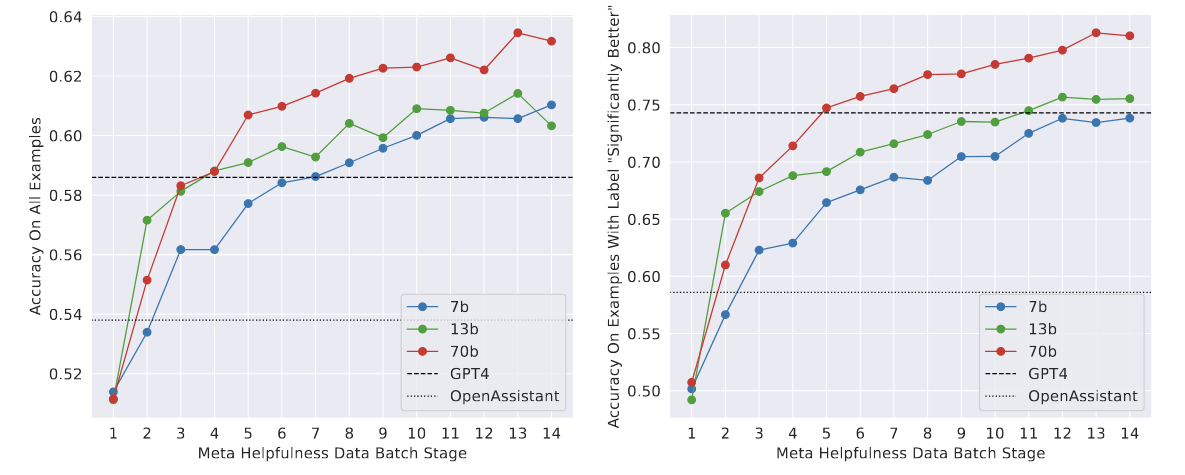 Accuracy On All Examples
0.64
0.62
0.60
0.58
0.56
0.54
0.52
7b
13b
70b
GPT4
OpenAssistant
1 2 3 4 5 6 7 8 9 10 11 12 13 14
Meta Helpfulness Data Batch Stage
Accuracy On Examples With Label "Significantly Better"
0.80
0.75
0.70
0.65
0.60
0.55
0.50
7b
13b
70b
GPT4
OpenAssistant
1 2 3 4 5 6 7 8 9 10 11 12 13 14
Meta Helpfulness Data Batch Stage